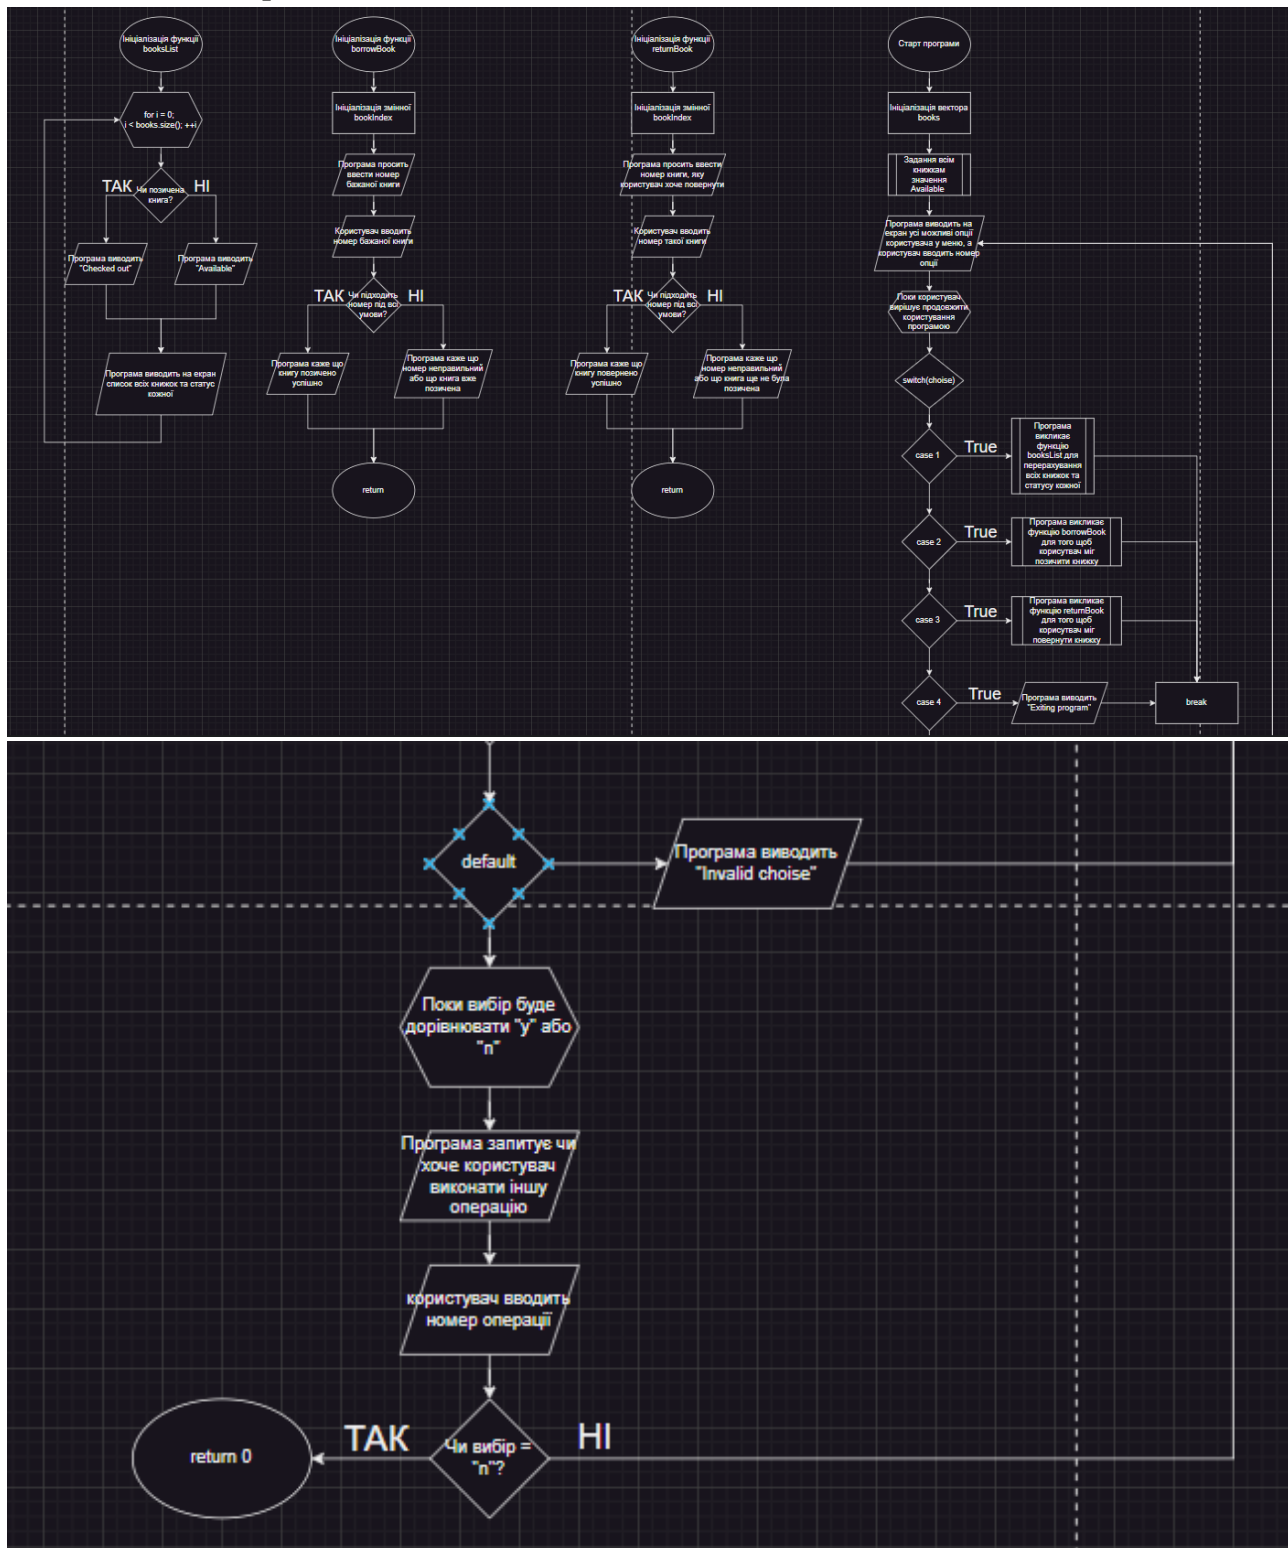 Ініціалізація функції
booksList
for i = 0;
i < books.size(); ++i
ТАК
Чи позичена
книга?
НІ
Програма виводить
"Checked out"
Програма виводить
"Available"
Програма виводить на екран
список всіх книжок та статус
кожної
Ініціалізація функції
borrowBook
Ініціалізація змінної
bookIndex
Програма просить
ввести номер
бажаної книги
Користувач вводить
номер бажаної книги
ТАК
Чи підходить
номер під всі
умови?
НІ
Програма каже що
книгу позичено
успішно
Програма каже що
номер неправильний
або що книга вже
позичена
return
Ініціалізація функції
returnBook
Ініціалізація змінної
bookIndex
Програма просить ввести
номер книги, яку
користувач хоче повернути
Користувач вводить
номер такої книги
ТАК
Чи підходить
номер під всі
умови?
НІ
Програма каже що
книгу повернено
успішно
Програма каже що
номер неправильний
або що книга ще не була
позичена
return
Старт програми
Ініціалізація вектора
books
Задання всім
книжкам
значення
Available
Програма виводить на
екран усі можливі опції
користувача у меню, а
користувач вводить номер
опції
Поки користувач
вирішує продовжити
користування
програмою
switch(choise)
case 1
True
Програма
викликає
функцію
booksList для
перерахування
всіх книжок та
статусу кожної
case 2
True
Програма викликає
функцію borrowBook
для того щоб
корисутвач міг
позичити книжку
case 3
True
Програма викликає
функцію returnBook
для того щоб
корисутвач міг
повернути книжку
case 4
True
Програма виводить
"Exiting program"
break
default
Програма виводить
"Invalid choise"
Поки вибір буде
дорівнювати "y" або
"n"
Програма запитує чи
хоче користувач
виконати іншу
операцію
користувач вводить
номер операції
return 0
ТАК
Чи вибір =
"n"?
НІ